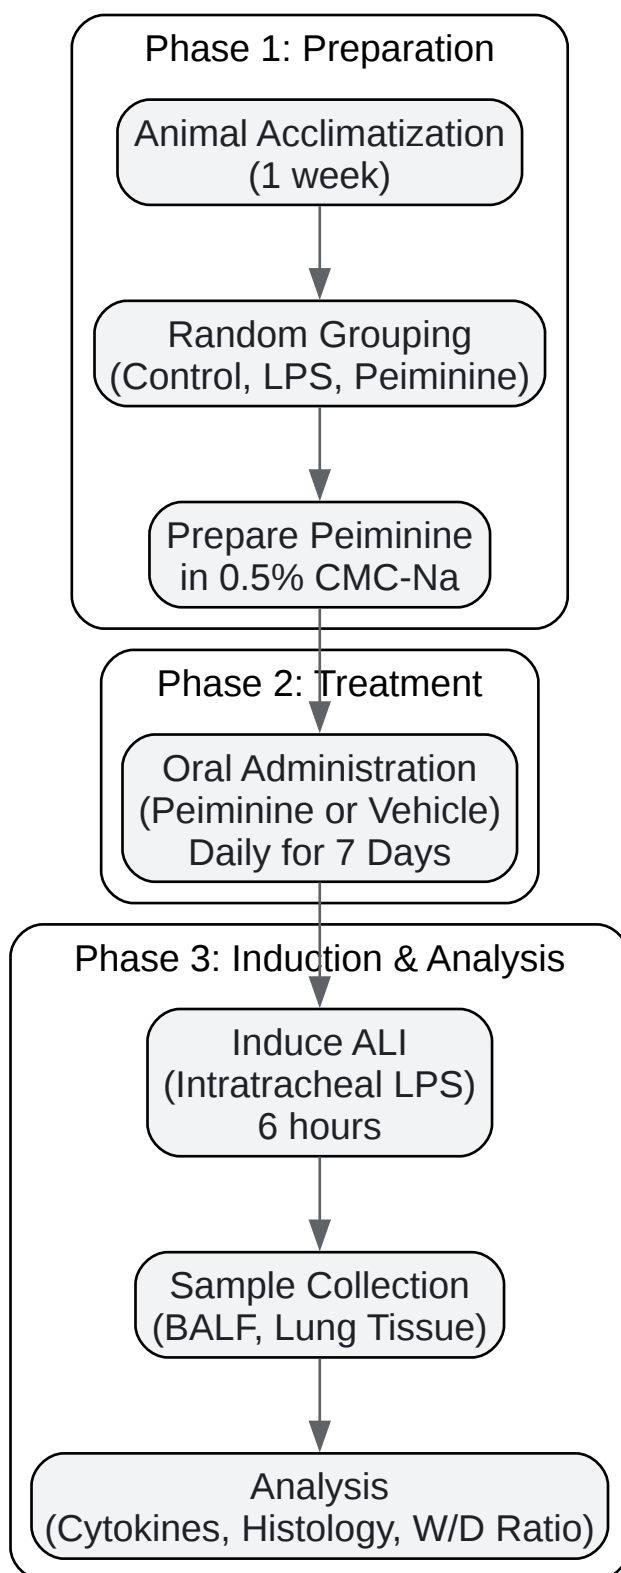 Phase 1: Preparation
Animal Acclimatization
(1 week)
Random Grouping
(Control, LPS, Peiminine)
Prepare Peiminine
in 0.5% CMC-Na
Phase 2: Treatment
Oral Administration
(Peiminine or Vehicle)
Daily for 7 Days
Phase 3: Induction & Analysis
Induce ALI
(Intratracheal LPS)
6 hours
Sample Collection
(BALF, Lung Tissue)
Analysis
(Cytokines, Histology, W/D Ratio)